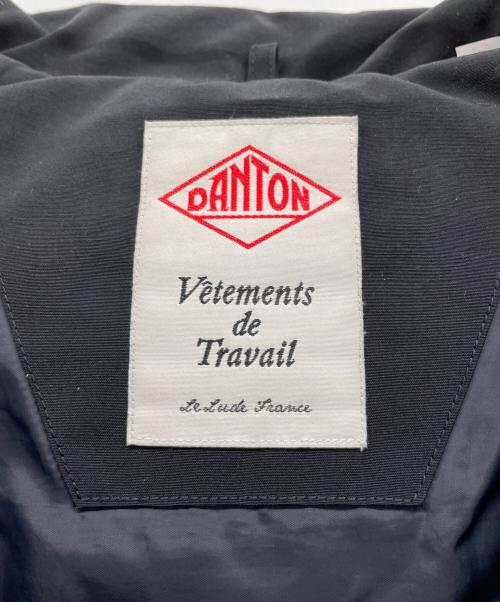 DANTON
Vêtements
de
Travail
Le Lude France